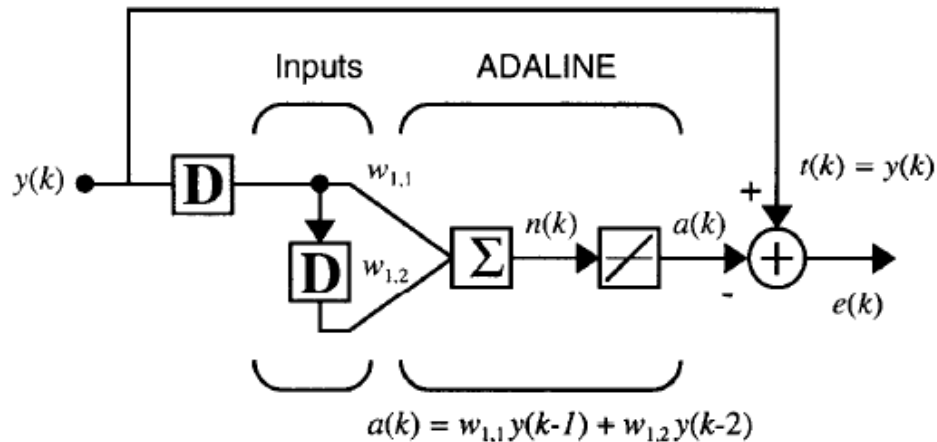 Inputs ADALINE
y(k) D w1,1 t(k) = y(k)
+
D w1,2 Σ n(k) a(k) +
-
e(k)
a(k) = w1,1 y(k-1) + w1,2 y(k-2)